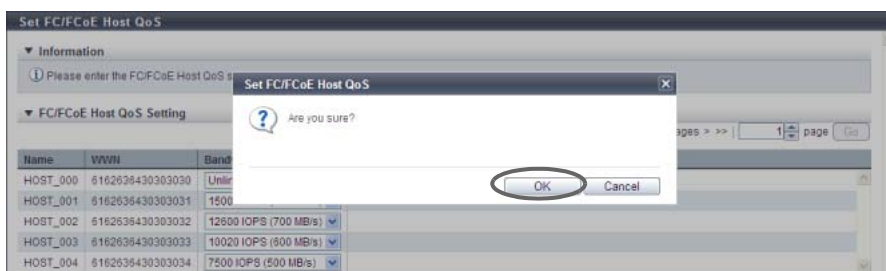 Set FC/FCoE Host QoS
Information
Please enter the FC/FCoE Host QoS s
Set FC/FCoE Host QoS
Are you sure?
OK Cancel
FC/FCoE Host QoS Setting
ages > >> | 1 page Go
Name WWN Band
HOST_000 6162636430303030 Unlim
HOST_001 6162636430303031 1500
HOST_002 6162636430303032 12600 IOPS (700 MB/s)
HOST_003 6162636430303033 10020 IOPS (600 MB/s)
HOST_004 6162636430303034 7500 IOPS (500 MB/s)